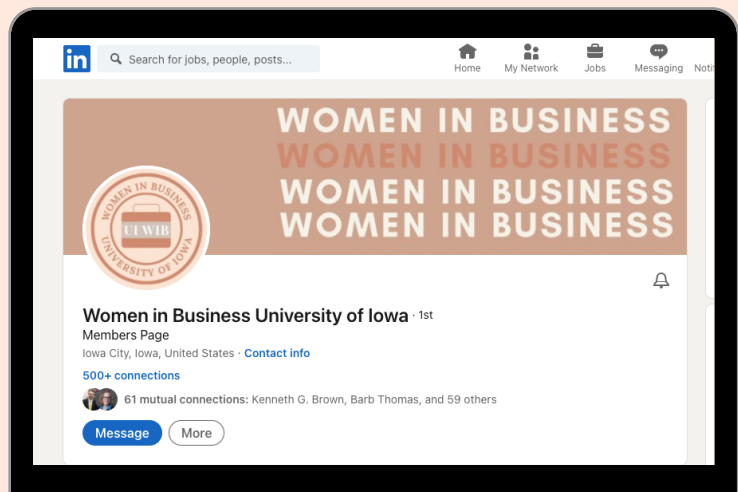 in
Search for jobs, people, posts...
Home
My Network
Jobs
Messaging
WOMEN IN BUSINESS
WOMEN IN BUSINESS
WOMEN IN BUSINESS
WOMEN IN BUSINESS
WOMEN IN BUSINESS
UI WIB
UNIVERSITY OF IOWA
Women in Business University of Iowa · 1st
Members Page
Iowa City, Iowa, United States · Contact info
500+ connections
61 mutual connections: Kenneth G. Brown, Barb Thomas, and 59 others
Message
More